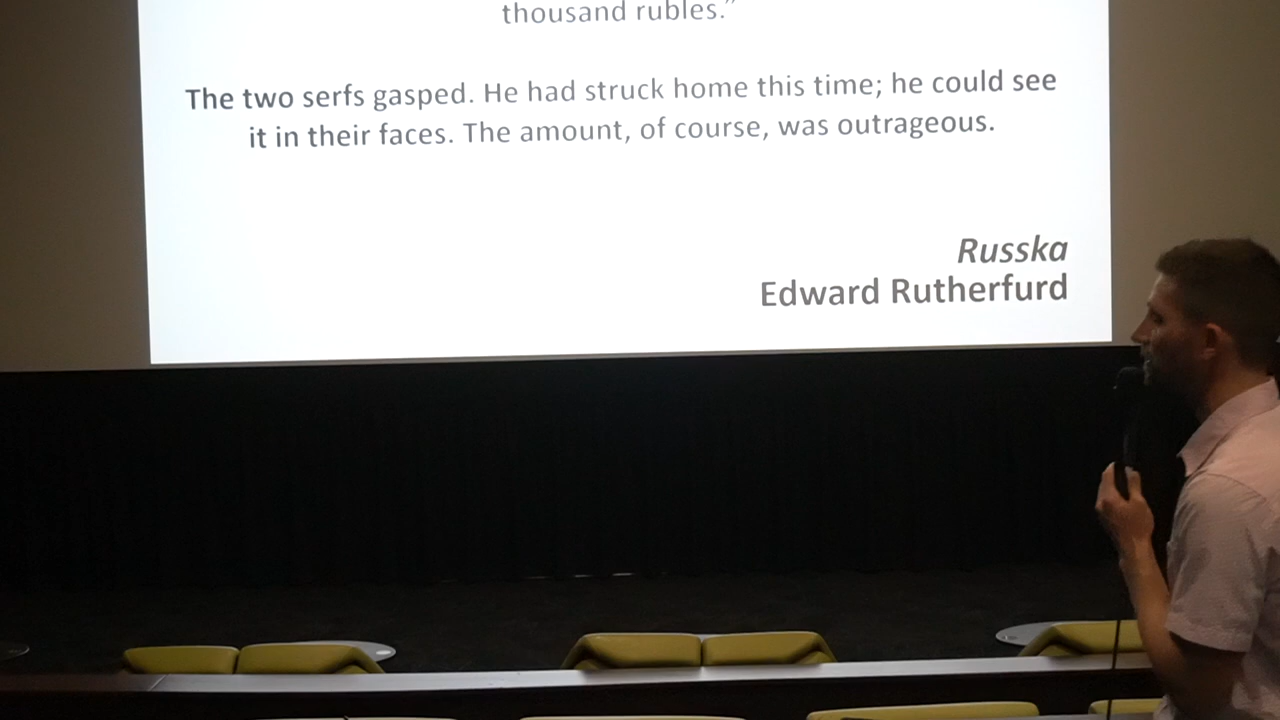 thousand rubles.”
The two serfs gasped. He had struck home this time; he could see
it in their faces. The amount, of course, was outrageous.
Russka
Edward Rutherfurd